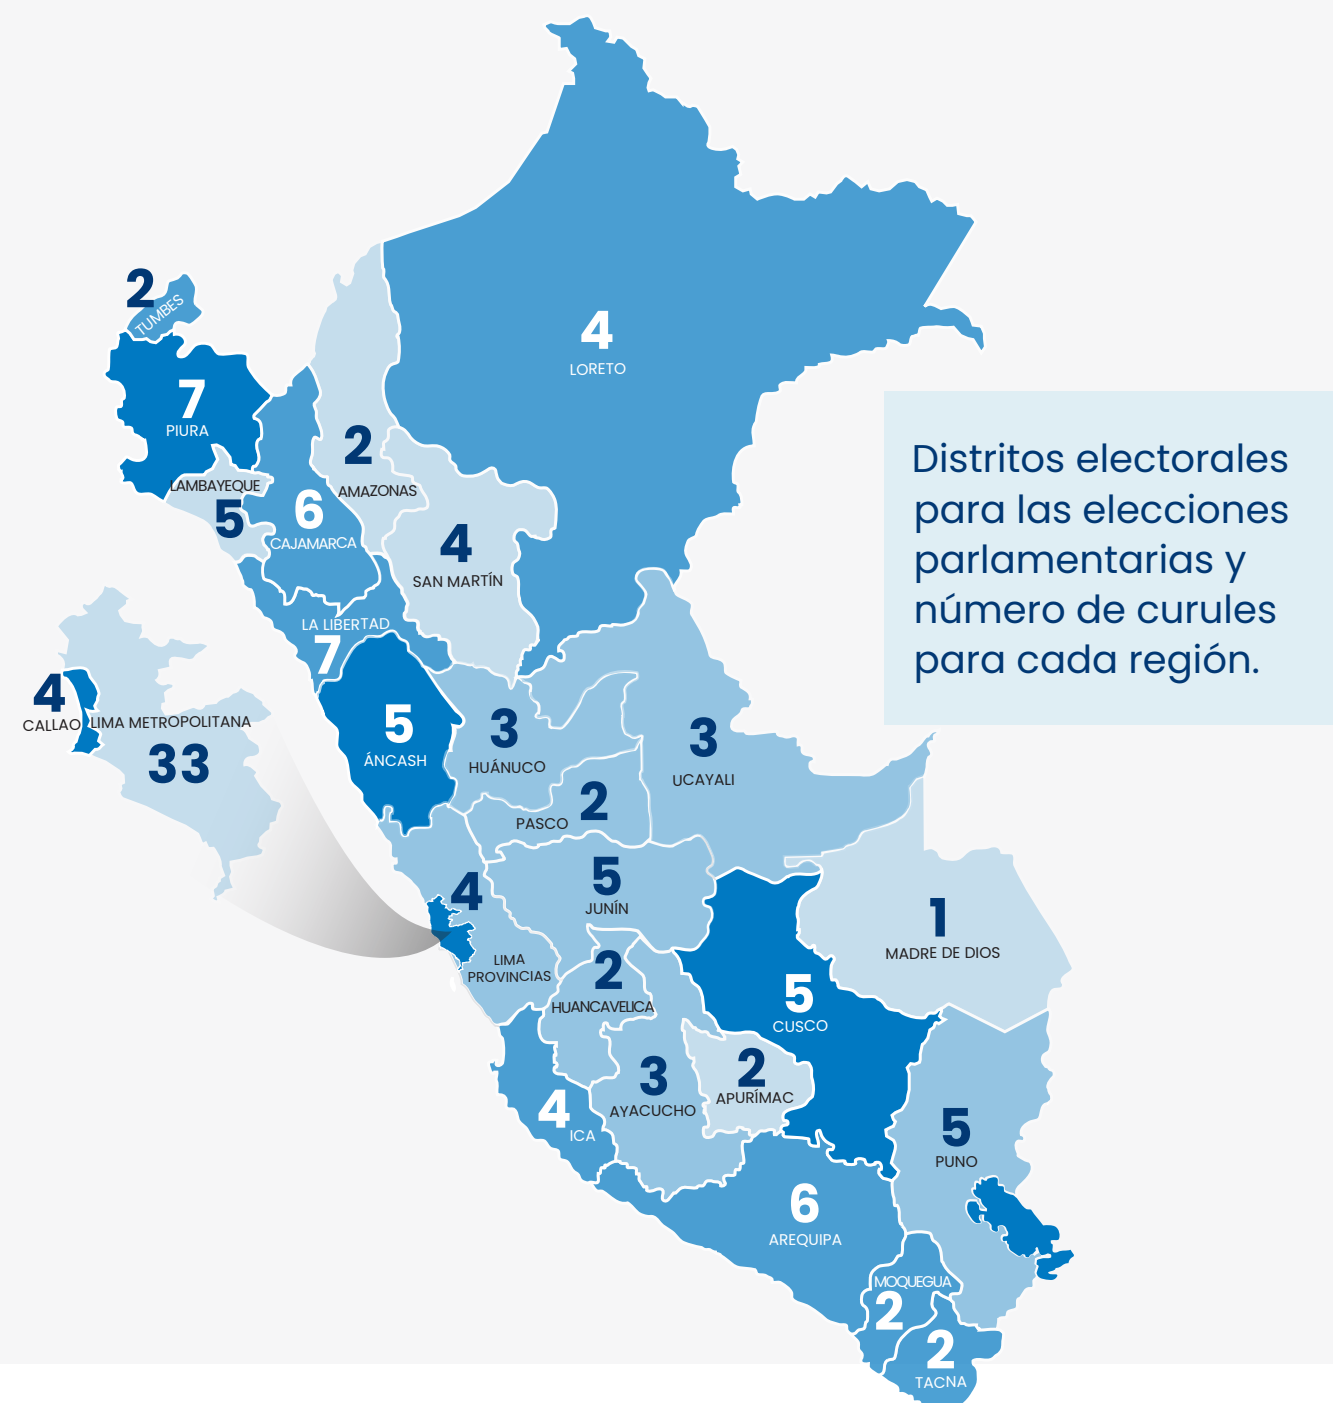 2
TUMBES
7
PIURA
LAMBAYEQUE
5
6
CAJAMARCA
2
AMAZONAS
4
LORETO
4
SAN MARTÍN
Distritos electorales
para las elecciones
parlamentarias y
número de curules
para cada región.
LA LIBERTAD
7
4
CALLAO
LIMA METROPOLITANA
33
5
ÁNCASH
3
HUÁNUCO
3
UCAYALI
2
PASCO
4
LIMA
PROVINCIAS
5
JUNÍN
1
MADRE DE DIOS
2
HUANCAVELICA
5
CUSCO
4
ICA
3
AYACUCHO
2
APURÍMAC
5
PUNO
6
AREQUIPA
MOQUEGUA
2
2
TACNA